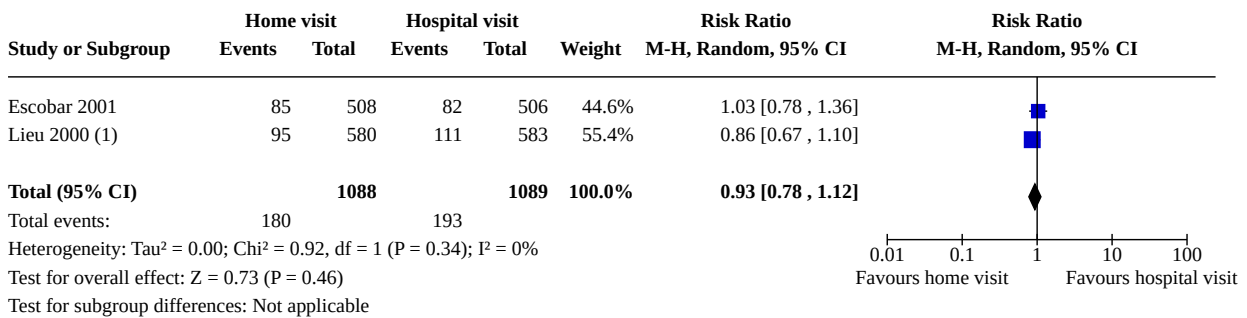 Home visit Hospital visit Risk Ratio Risk Ratio
Study or Subgroup Events Total Events Total Weight M-H, Random, 95% CI M-H, Random, 95% CI
Escobar 2001 85 508 82 506 44.6% 1.03 [0.78 , 1.36]
Lieu 2000 (1) 95 580 111 583 55.4% 0.86 [0.67 , 1.10]
Total (95% CI) 1088 1089 100.0% 0.93 [0.78 , 1.12]
Total events: 180 193
Heterogeneity: Tau² = 0.00; Chi² = 0.92, df = 1 (P = 0.34); I² = 0%
0.01 0.1 1 10 100
Test for overall effect: Z = 0.73 (P = 0.46)
Favours home visit Favours hospital visit
Test for subgroup differences: Not applicable